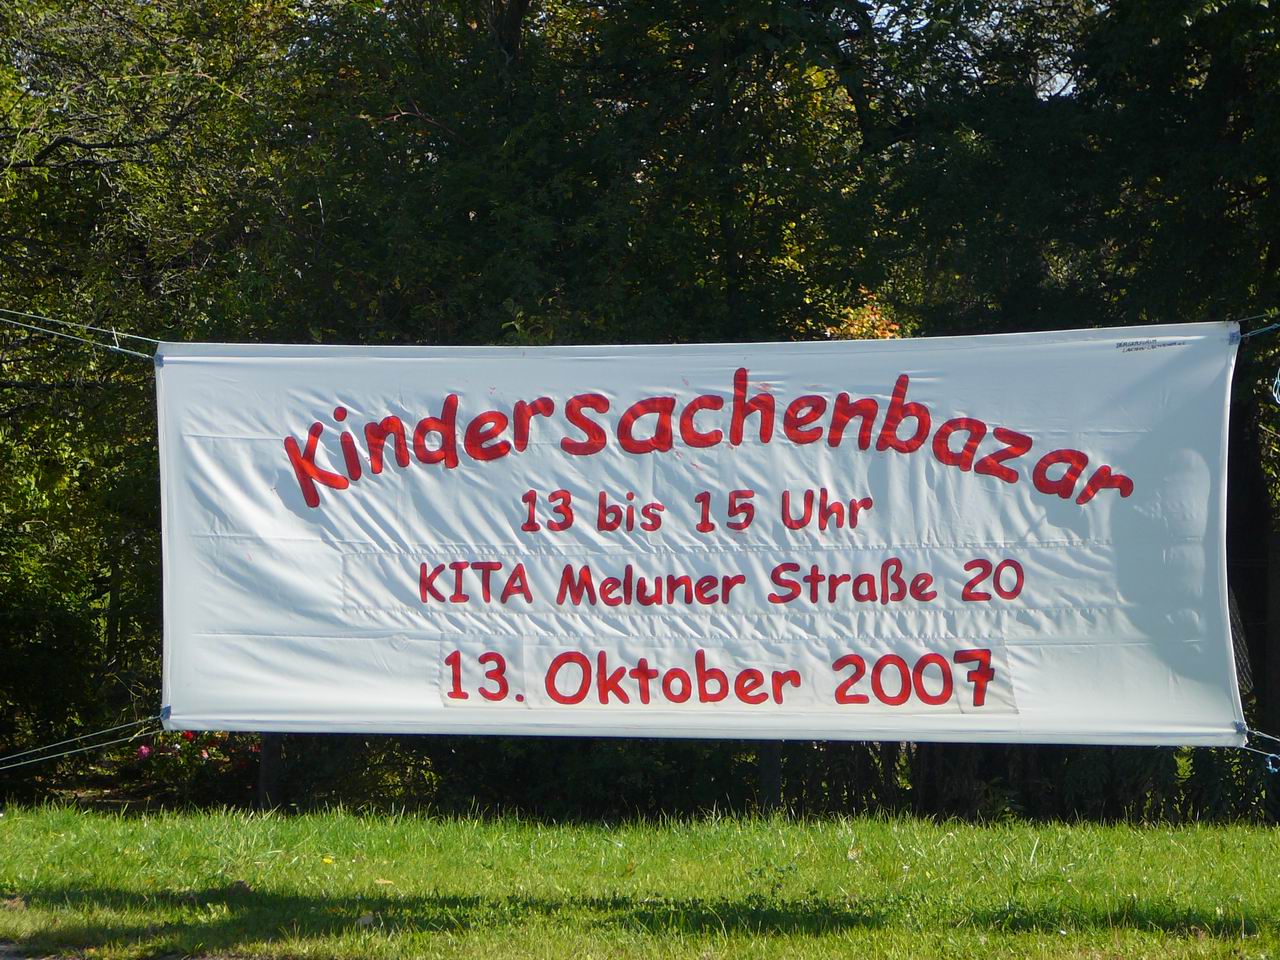 Kindersachenbazar
13 bis 15 Uhr
KITA Meluner Straße 20
13. Oktober 2007